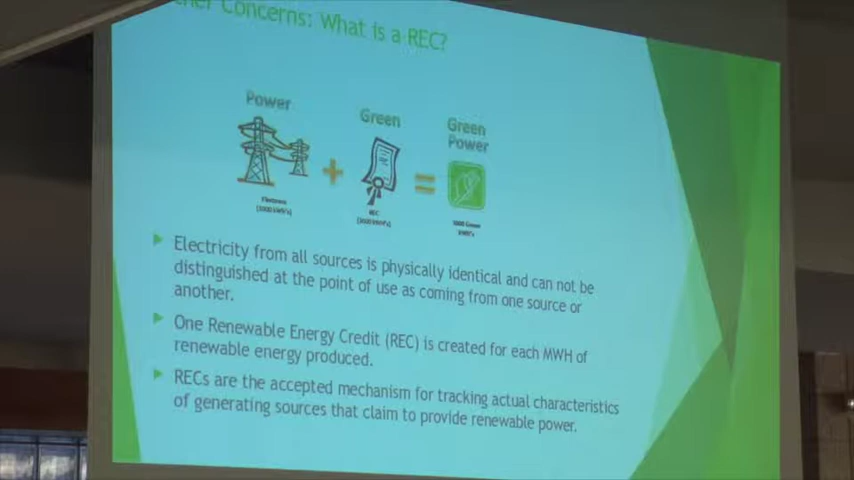 Concerns: What is a REC?
Power
Green
Green
Power
Electricity from all sources is physically identical and can not be
distinguished at the point of use as coming from one source or
another.
One Renewable Energy Credit (REC) is created for each MWH of
renewable energy produced.
RECs are the accepted mechanism for tracking actual characteristics
of generating sources that claim to provide renewable power.